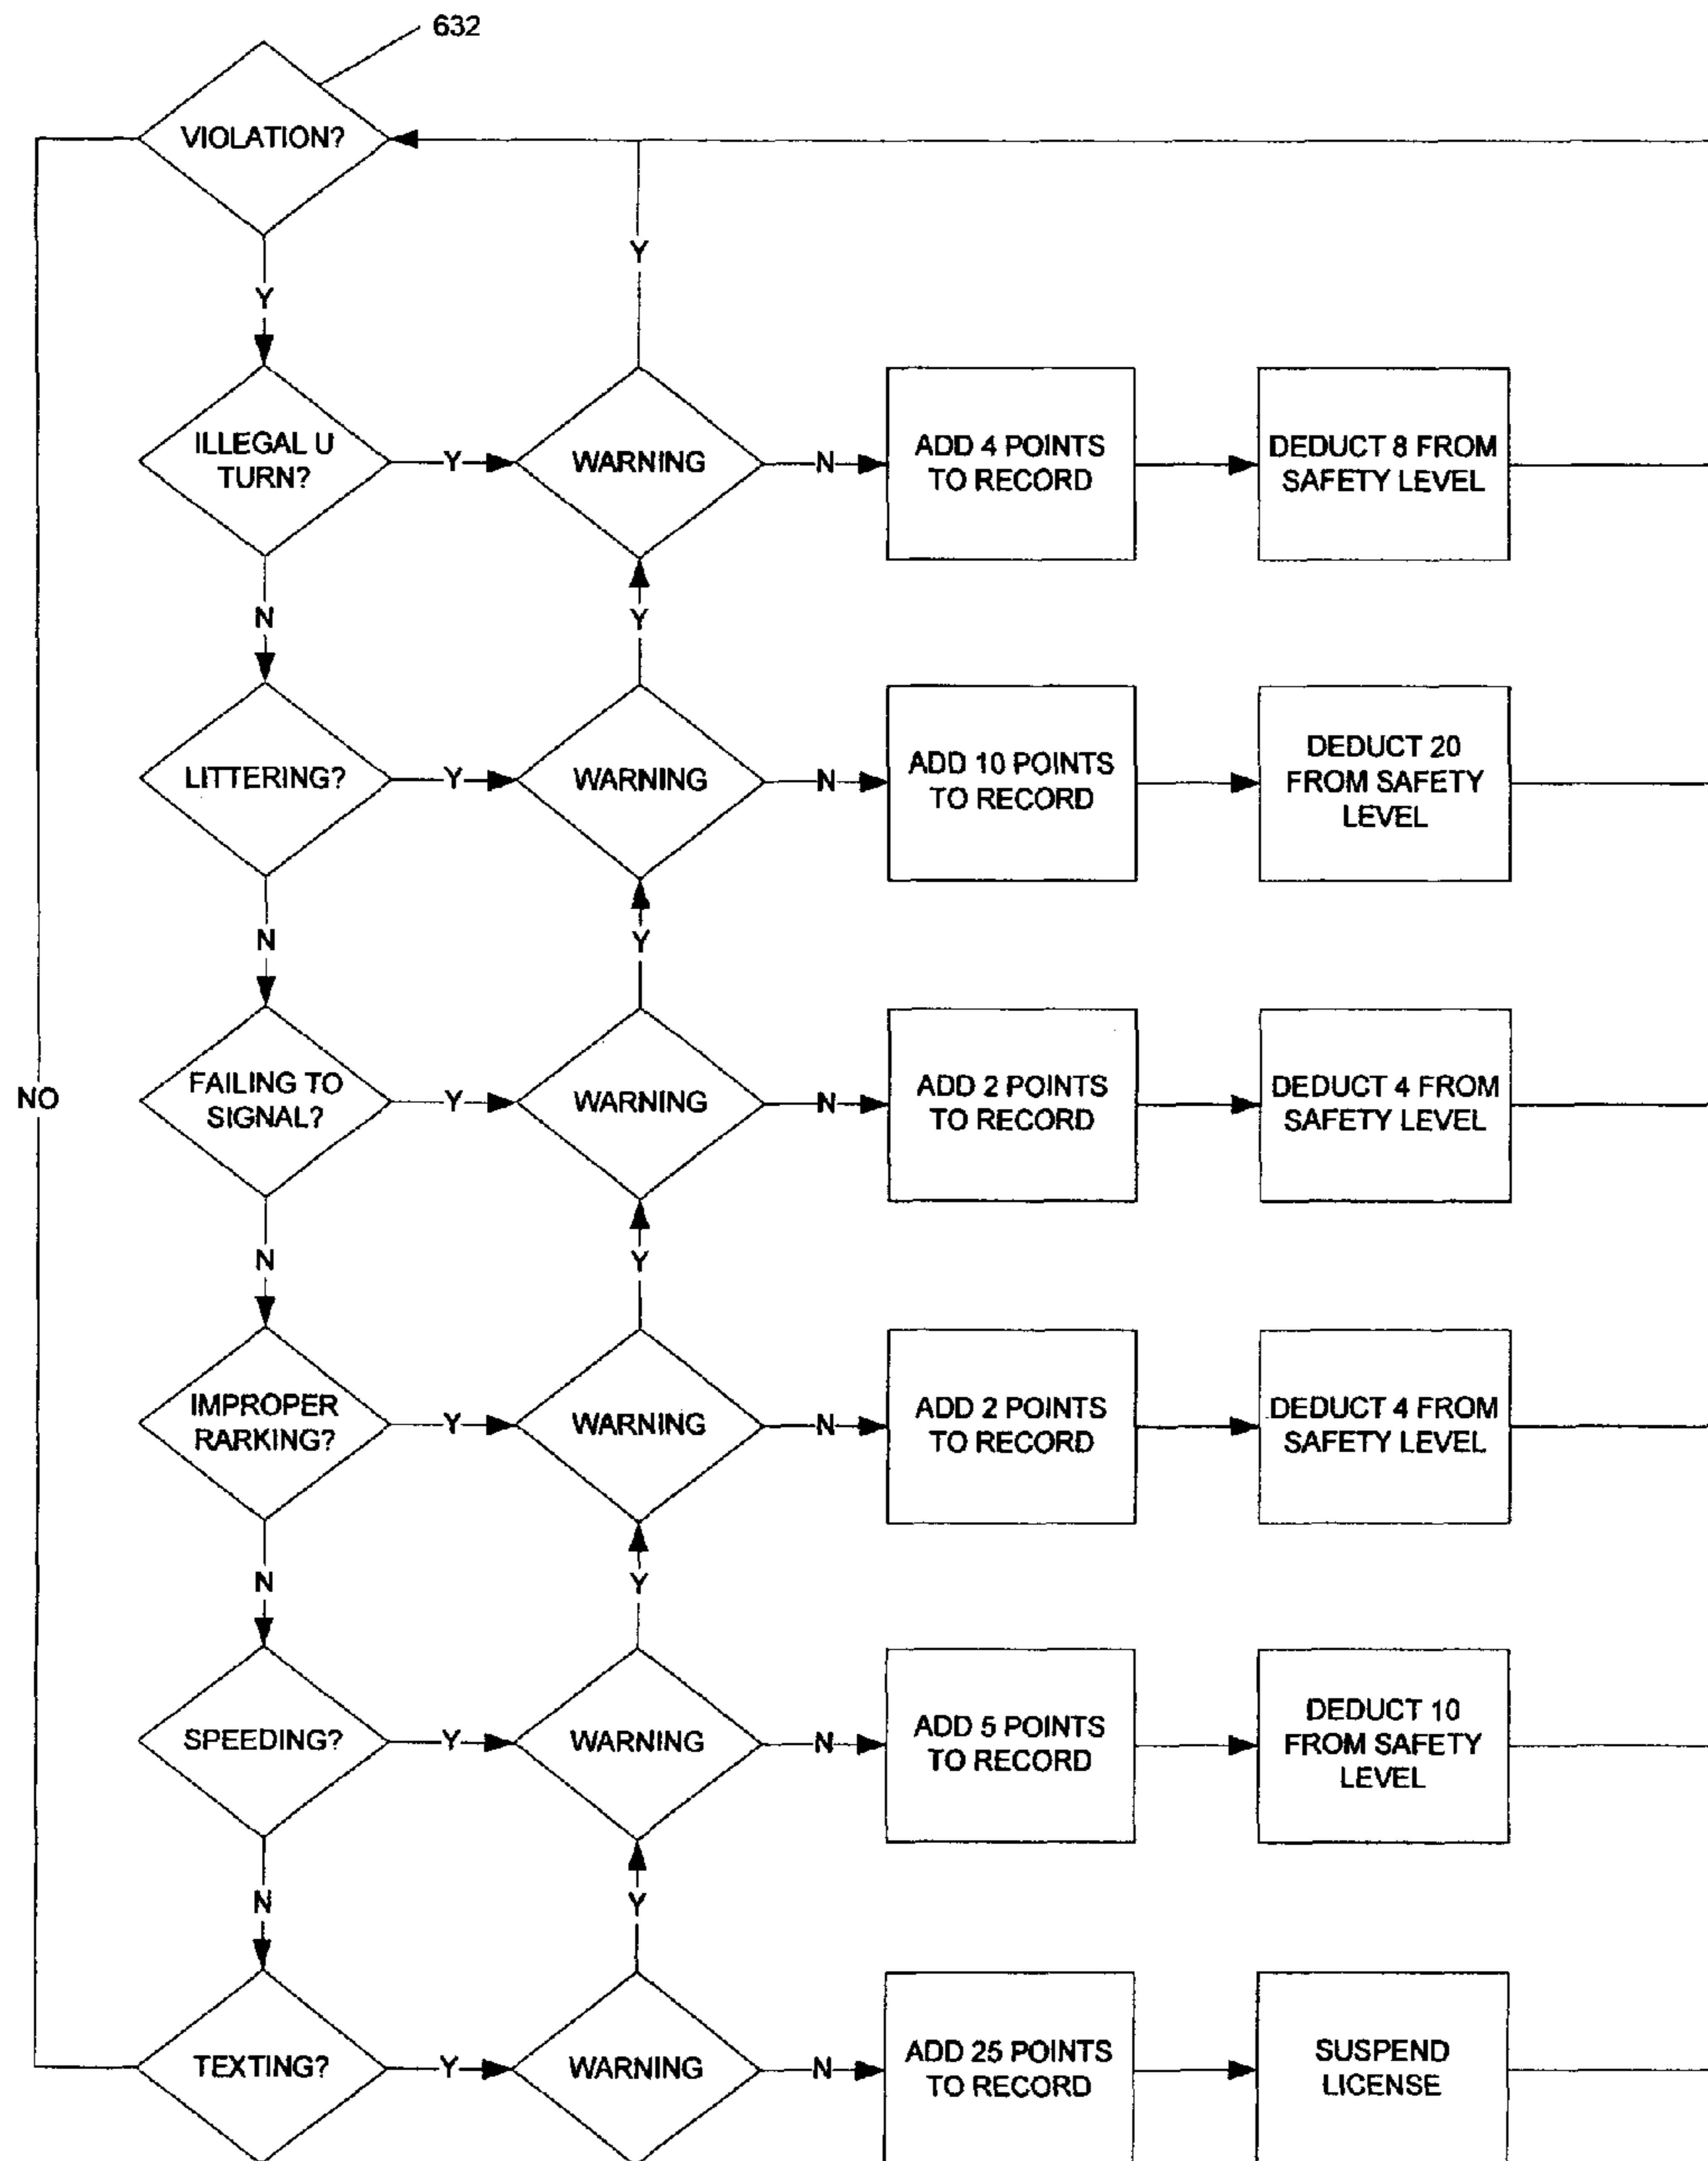 632
VIOLATION?
Y
Y
ILLEGAL U
TURN?
Y
WARNING
N
ADD 4 POINTS
TO RECORD
DEDUCT 8 FROM
SAFETY LEVEL
N
Y
LITTERING?
Y
WARNING
N
ADD 10 POINTS
TO RECORD
DEDUCT 20
FROM SAFETY
LEVEL
N
Y
FAILING TO
SIGNAL?
Y
WARNING
N
ADD 2 POINTS
TO RECORD
DEDUCT 4 FROM
SAFETY LEVEL
NO
N
Y
IMPROPER
RARKING?
Y
WARNING
N
ADD 2 POINTS
TO RECORD
DEDUCT 4 FROM
SAFETY LEVEL
N
Y
SPEEDING?
Y
WARNING
N
ADD 5 POINTS
TO RECORD
DEDUCT 10
FROM SAFETY
LEVEL
N
Y
TEXTING?
Y
WARNING
N
ADD 25 POINTS
TO RECORD
SUSPEND
LICENSE